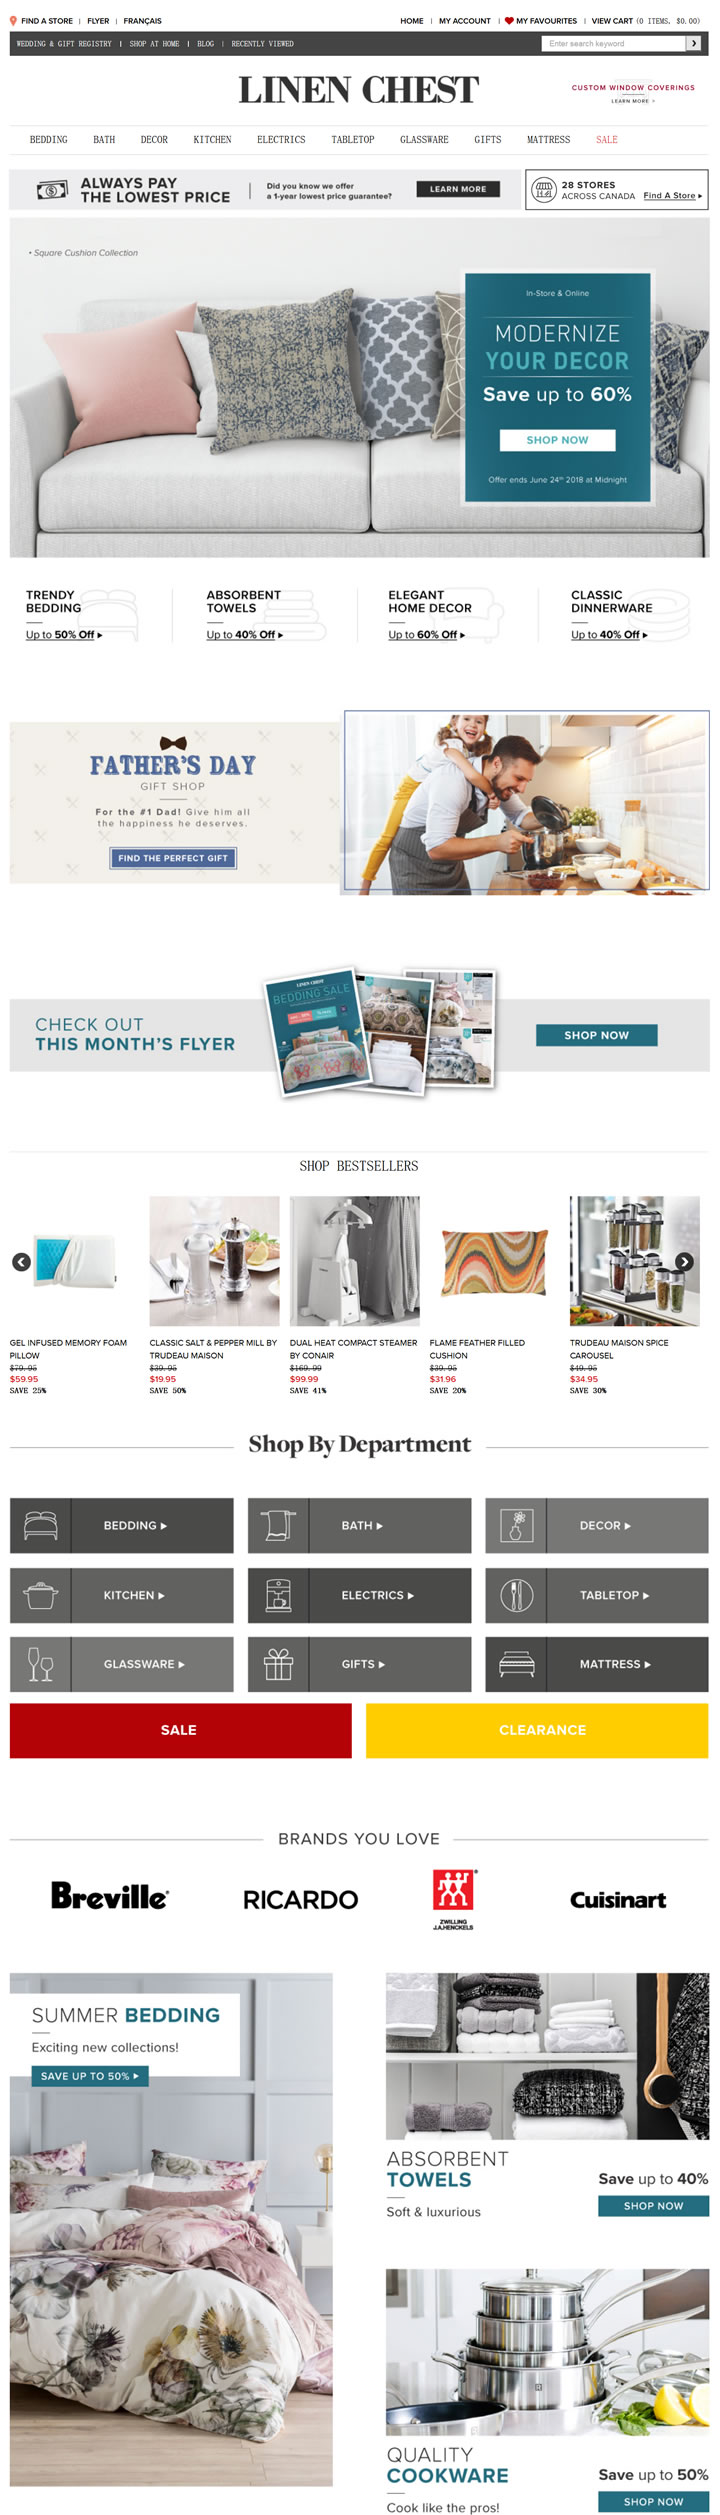 FIND A STORE | FLYER | FRANÇAIS
HOME | MY ACCOUNT | MY FAVOURITES | VIEW CART (0 ITEMS, $0.00)
WEDDING & GIFT REGISTRY | SHOP AT HOME | BLOG | RECENTLY VIEWED
Enter search keyword
LINEN CHEST
CUSTOM WINDOW COVERINGS
LEARN MORE >
BEDDING BATH DECOR KITCHEN ELECTRICS TABLETOP GLASSWARE GIFTS MATTRESS SALE
ALWAYS PAY
THE LOWEST PRICE
Did you know we offer
a 1-year lowest price guarantee?
LEARN MORE
28 STORES
ACROSS CANADA Find A Store
• Square Cushion Collection
In-Store & Online
MODERNIZE
YOUR DECOR
Save up to 60%
SHOP NOW
Offer ends June 24th 2018 at Midnight
TRENDY
BEDDING
Up to 50% Off
ABSORBENT
TOWELS
Up to 40% Off
ELEGANT
HOME DECOR
Up to 60% Off
CLASSIC
DINNERWARE
Up to 40% Off
FATHER'S DAY
GIFT SHOP
For the #1 Dad! Give him all
the happiness he deserves.
FIND THE PERFECT GIFT
CHECK OUT
THIS MONTH'S FLYER
LINEN CHEST
BEDDING SALE
SHOP NOW
SHOP BESTSELLERS
GEL INFUSED MEMORY FOAM
PILLOW
$79.95
$59.95
SAVE 25%
CLASSIC SALT & PEPPER MILL BY
TRUDEAU MAISON
$39.95
$19.95
SAVE 50%
DUAL HEAT COMPACT STEAMER
BY CONAIR
$169.99
$99.99
SAVE 41%
FLAME FEATHER FILLED
CUSHION
$39.95
$31.96
SAVE 20%
TRUDEAU MAISON SPICE
CAROUSEL
$49.95
$34.95
SAVE 30%
Shop By Department
BEDDING
BATH
DECOR
KITCHEN
ELECTRICS
TABLETOP
GLASSWARE
GIFTS
MATTRESS
SALE
CLEARANCE
BRANDS YOU LOVE
Breville
RICARDO
ZWILLING
J.A.HENCKELS
Cuisinart
SUMMER BEDDING
Exciting new collections!
SAVE UP TO 50%
ABSORBENT
TOWELS
Soft & luxurious
Save up to 40%
SHOP NOW
QUALITY
COOKWARE
Cook like the pros!
Save up to 50%
SHOP NOW